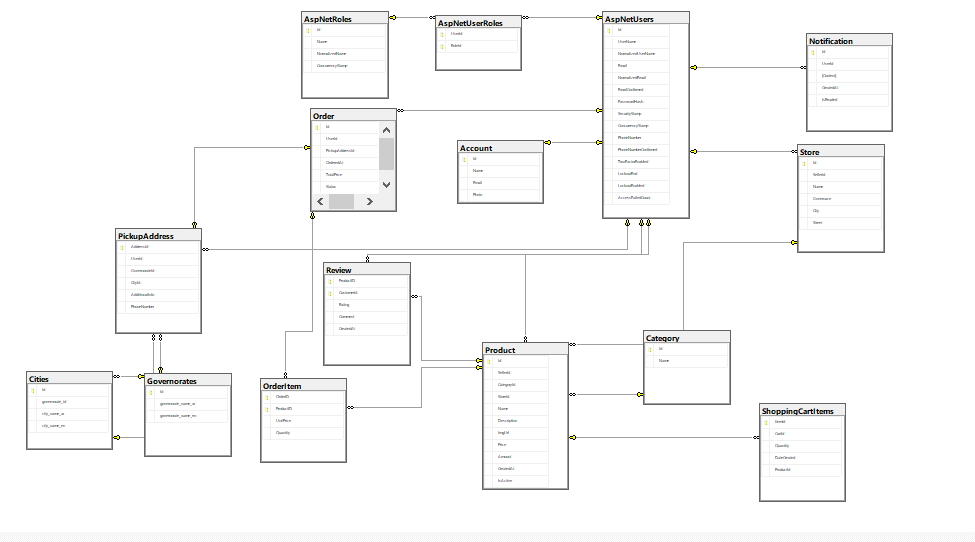 AspNetRoles
Id
Name
NormalizedName
ConcurrencyStamp
AspNetUserRoles
UserId
RoleId
AspNetUsers
Id
UserName
NormalizedUserName
Email
NormalizedEmail
EmailConfirmed
PasswordHash
SecurityStamp
ConcurrencyStamp
PhoneNumber
PhoneNumberConfirmed
TwoFactorEnabled
LockoutEnd
LockoutEnabled
AccessFailedCount
Notification
Id
UserId
CreatedAt
IsReaded
Order
Id
UserId
PickupAddressId
OrderedAt
TotalPrice
Status
Account
Id
Name
Email
Photo
Store
Id
SellerId
Name
Governorate
City
Street
PickupAddress
AddressId
UserId
GovernorateId
CityId
AdditionalInfo
PhoneNumber
Review
ProductID
CustomerId
Rating
Comment
CreatedAt
Product
Id
SellerId
CategoryId
StoreId
Name
Description
ImgUrl
Price
Amount
CreatedAt
IsActive
Category
Id
Name
Cities
Id
governorate_id
city_name_ar
city_name_en
Governorates
Id
governorate_name_ar
governorate_name_en
OrderItem
OrderID
ProductID
UnitPrice
Quantity
ShoppingCartItems
ItemId
CartId
Quantity
DateCreated
ProductId